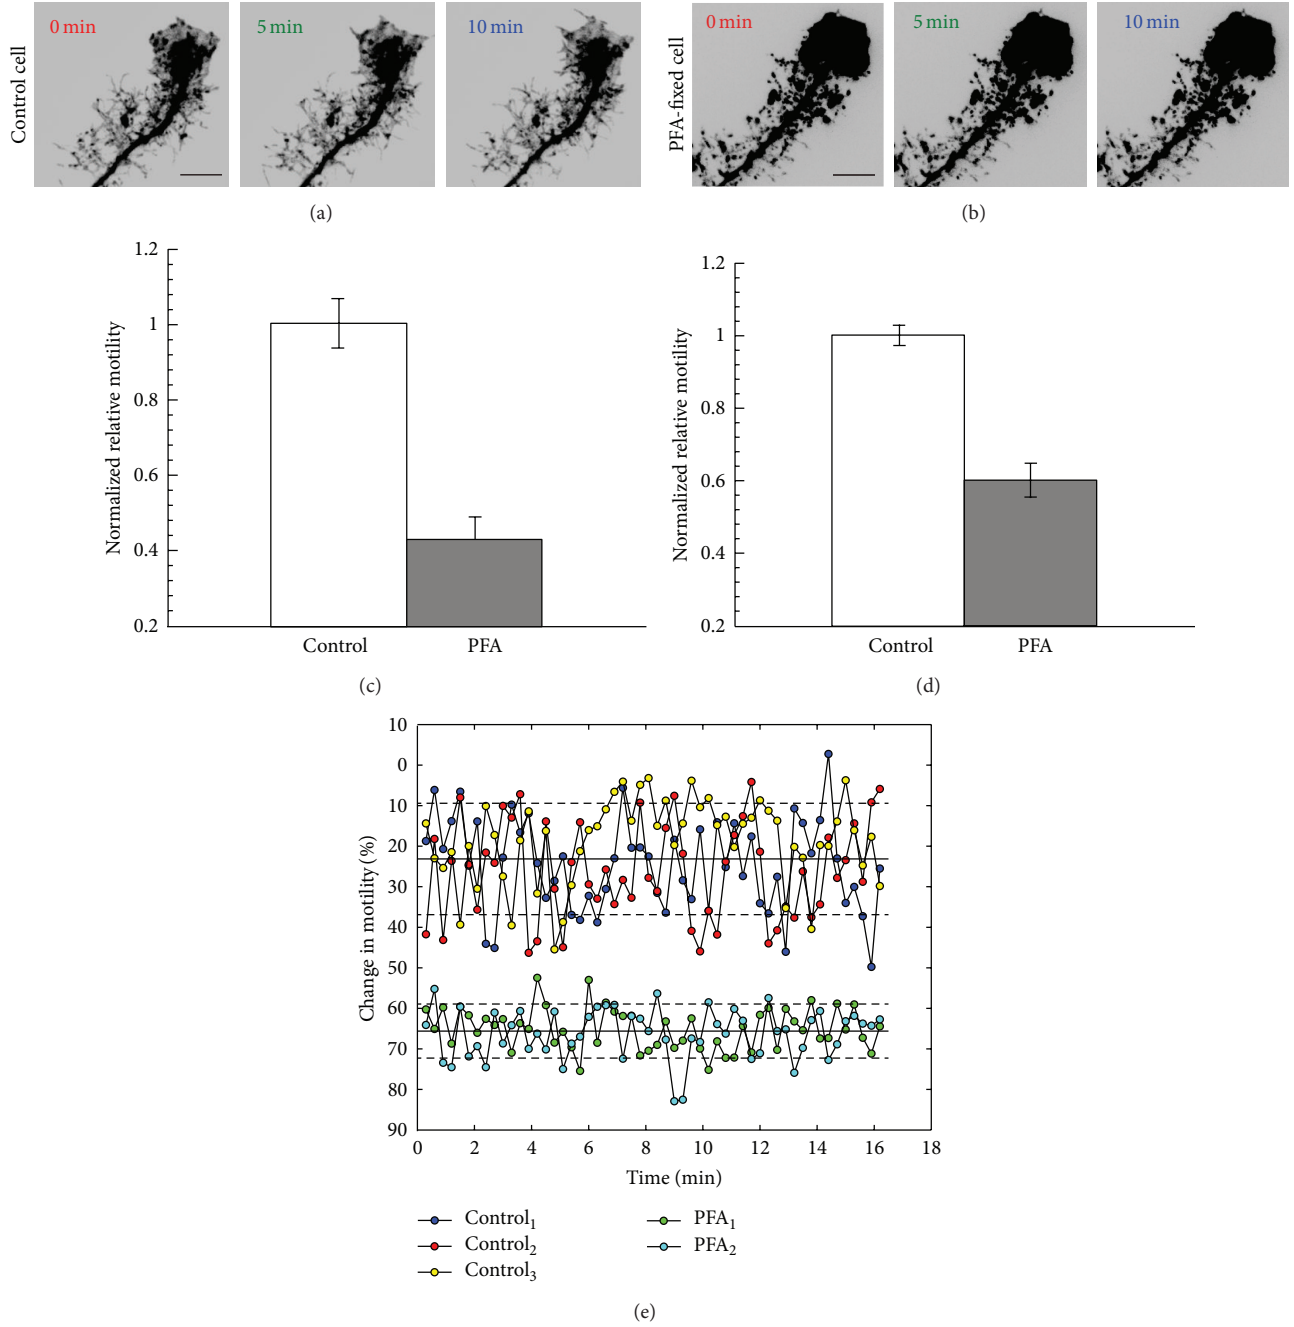 Control cell
0 min
5 min
10 min
(a)
PFA-fixed cell
0 min
5 min
10 min
(b)
Normalized relative motility
1.2
1
0.8
0.6
0.4
0.2
Control
PFA
(c)
Normalized relative motility
1.2
1
0.8
0.6
0.4
0.2
Control
PFA
(d)
Change in motility (%)
10
0
10
20
30
40
50
60
70
80
90
0 2 4 6 8 10 12 14 16 18
Time (min)
Control₁
Control₂
Control₃
PFA₁
PFA₂
(e)